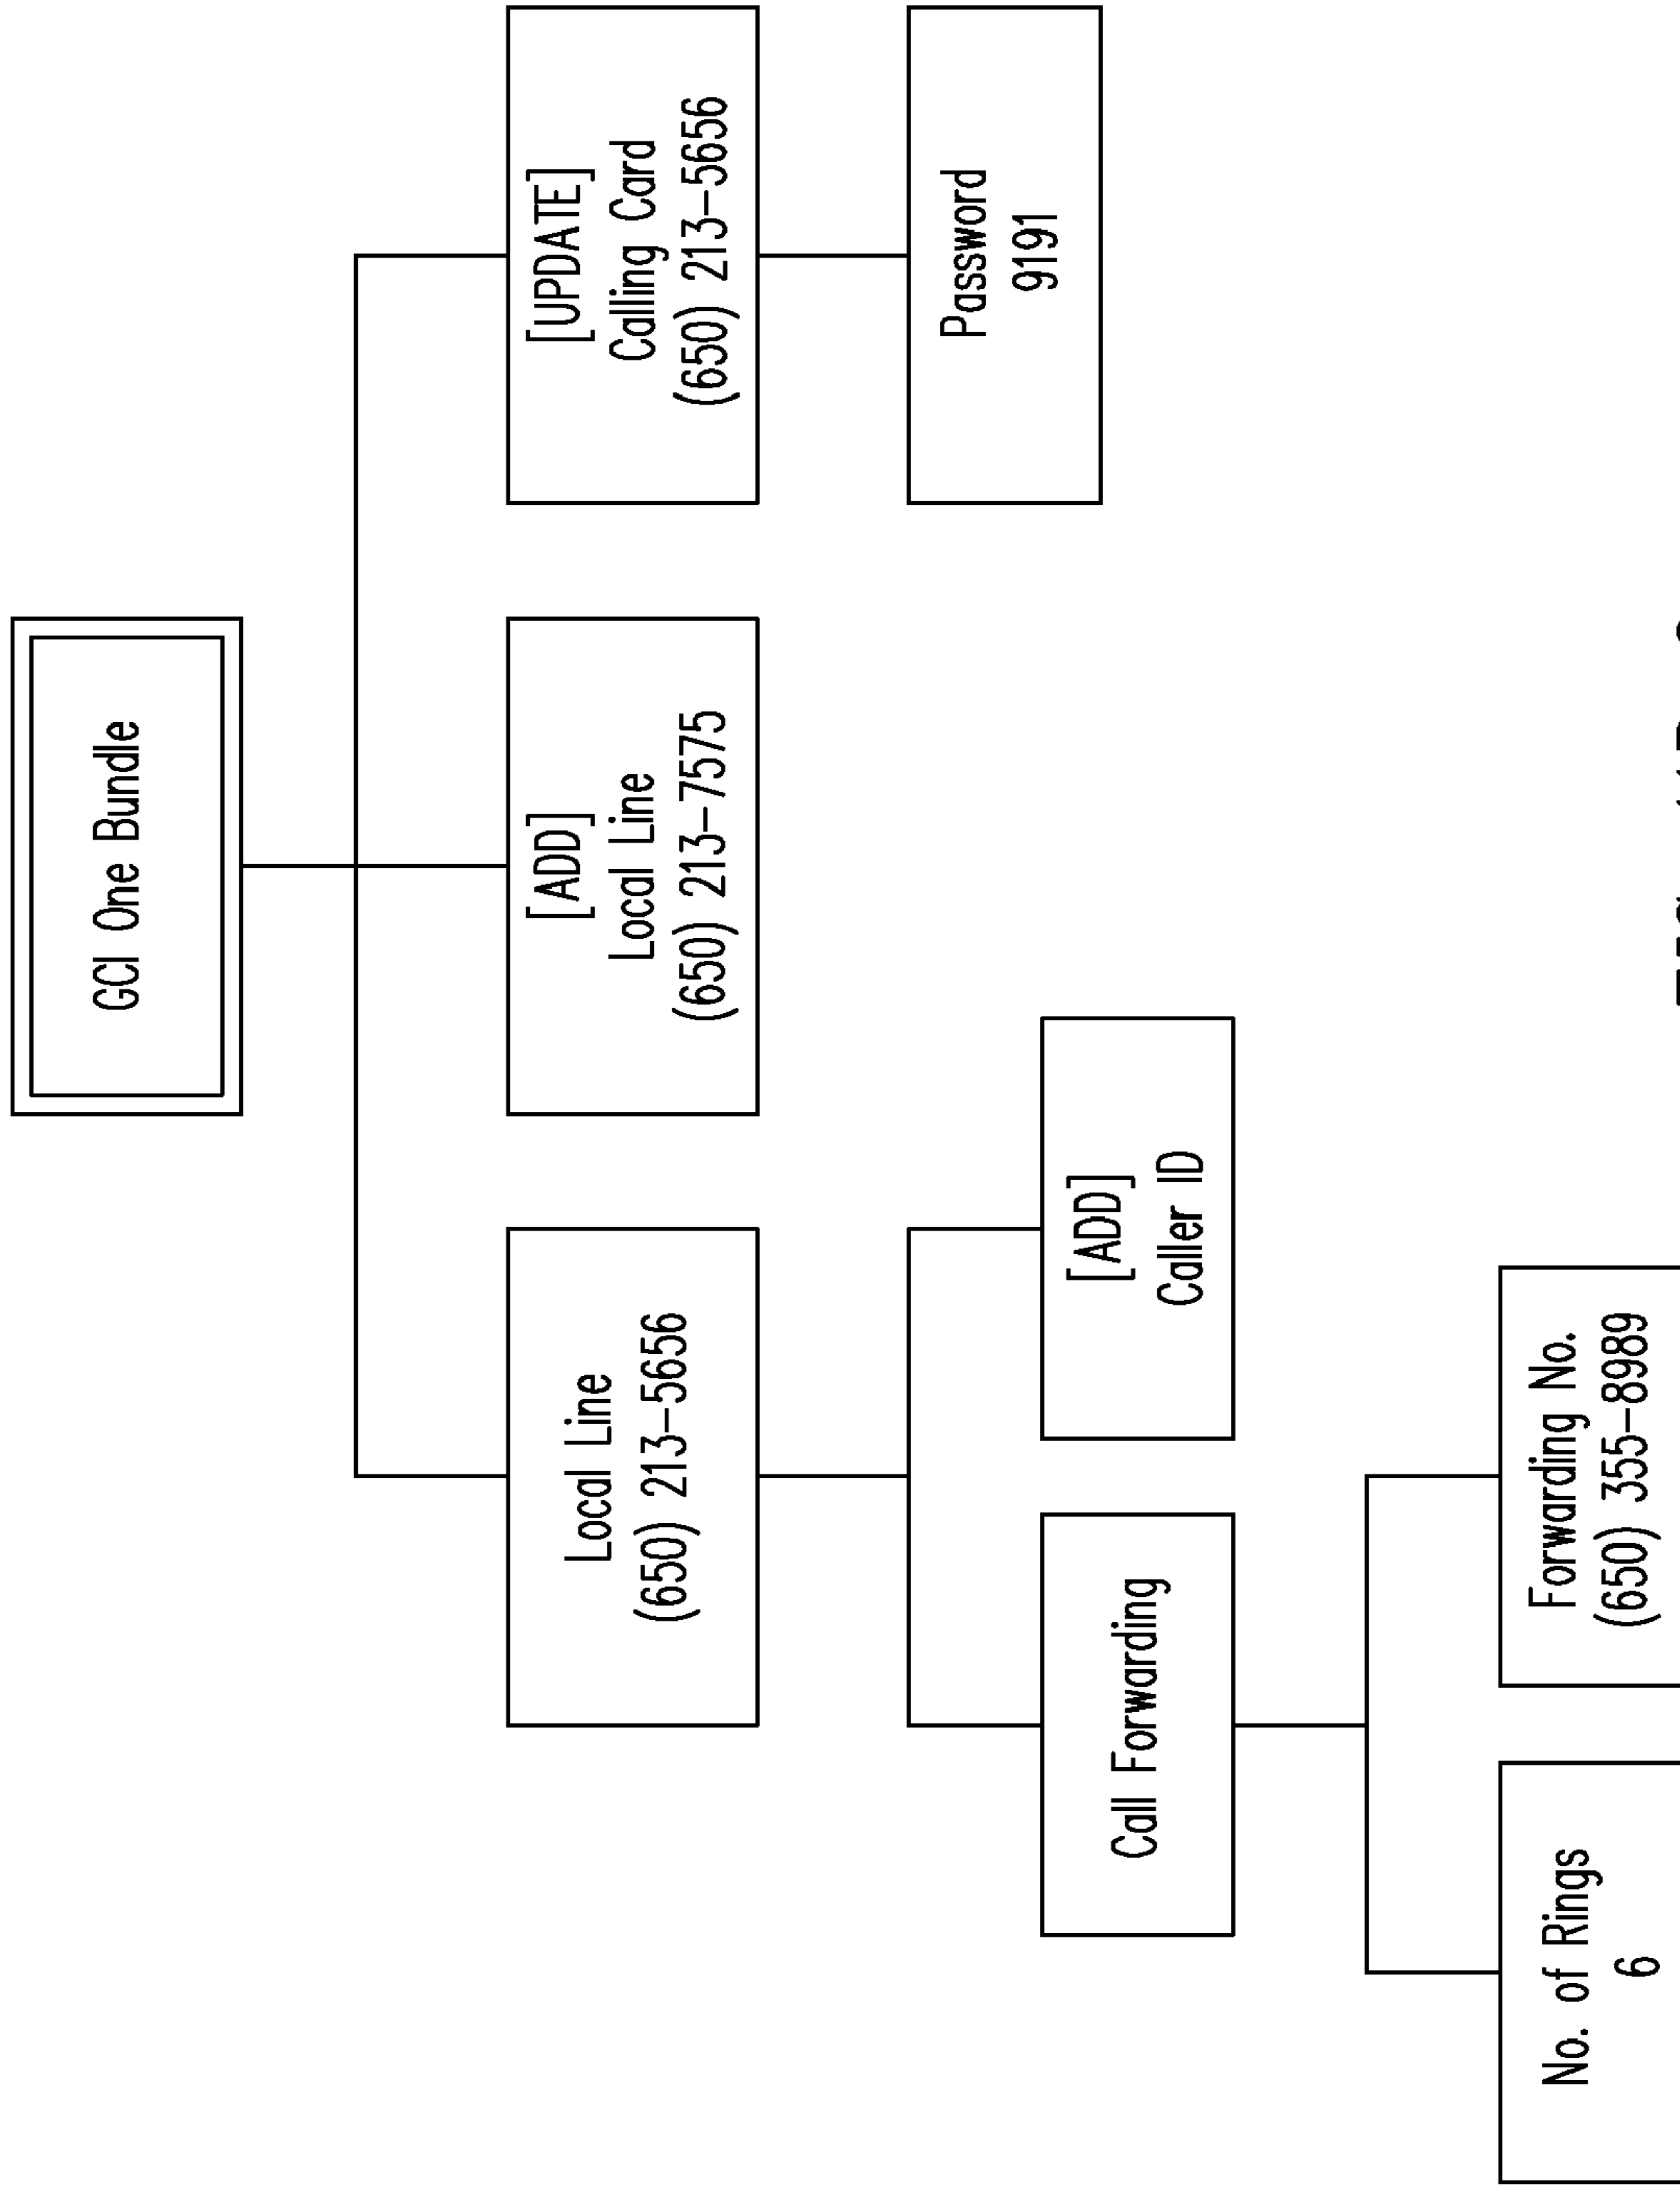 GCI One Bundle
Local Line
(650) 213-5656
[ADD]
Local Line
(650) 213-7575
[UPDATE]
Calling Card
(650) 213-5656
Call Forwarding
[ADD]
Caller ID
Password
9191
No. of Rings
6
Forwarding No.
(650) 355-8989